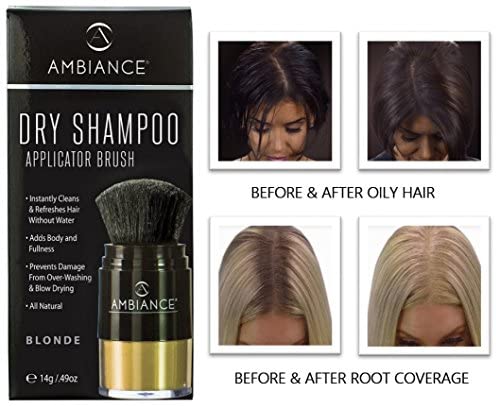 AMBIANCE®
DRY SHAMPOO
APPLICATOR BRUSH
• Instantly Cleans
& Refreshes Hair
Without Water
• Adds Body and
Fullness
• Prevents Damage
From Over-Washing
& Blow Drying
• All Natural
AMBIANCE®
BLONDE
℮ 14g /.49oz
BEFORE & AFTER OILY HAIR
BEFORE & AFTER ROOT COVERAGE